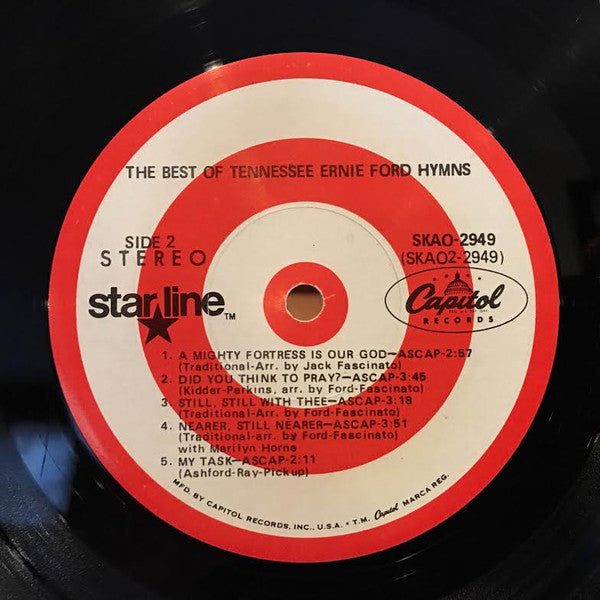 THE BEST OF TENNESSEE ERNIE FORD HYMNS
SIDE 2
STEREO
SKAO-2949
(SKAO2-2949)
starline™
Capitol
RECORDS
1. A MIGHTY FORTRESS IS OUR GOD—ASCAP-2:57
(Traditional-Arr. by Jack Fascinato)
2. DID YOU THINK TO PRAY?—ASCAP-3:45
(Kidder-Perkins, arr. by Ford-Fascinato)
3. STILL, STILL WITH THEE—ASCAP-3:18
(Traditional-Arr. by Ford-Fascinato)
4. NEARER, STILL NEARER—ASCAP-3:51
(Traditional-arr. by Ford-Fascinato)
with Marilyn Horne
5. MY TASK—ASCAP-2:11
(Ashford-Ray-Pickup)
MFD. BY CAPITOL RECORDS, INC., U.S.A. • T.M. Capitol MARCA REG.